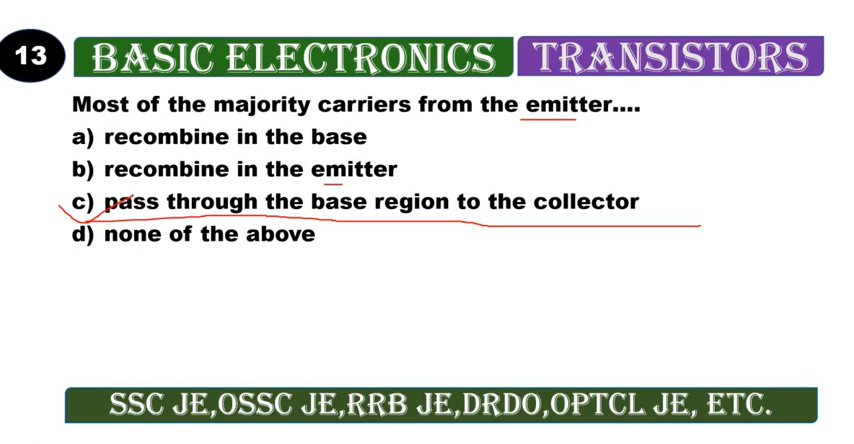 13
BASIC ELECTRONICS TRANSISTORS
Most of the majority carriers from the emitter....
a) recombine in the base
b) recombine in the emitter
c) pass through the base region to the collector
d) none of the above
SSC JE,OSSC JE,RRB JE,DRDO,OPTCL JE, ETC.